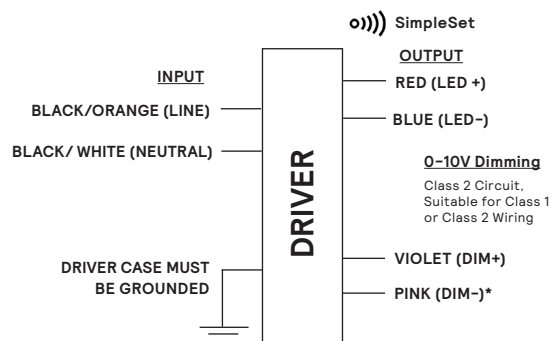 SimpleSet
OUTPUT
INPUT
RED (LED +)
BLACK/ORANGE (LINE)
BLUE (LED-)
BLACK/ WHITE (NEUTRAL)
DRIVER
0-10V Dimming
Class 2 Circuit,
Suitable for Class 1
or Class 2 Wiring
VIOLET (DIM+)
DRIVER CASE MUST
BE GROUNDED
PINK (DIM-)*